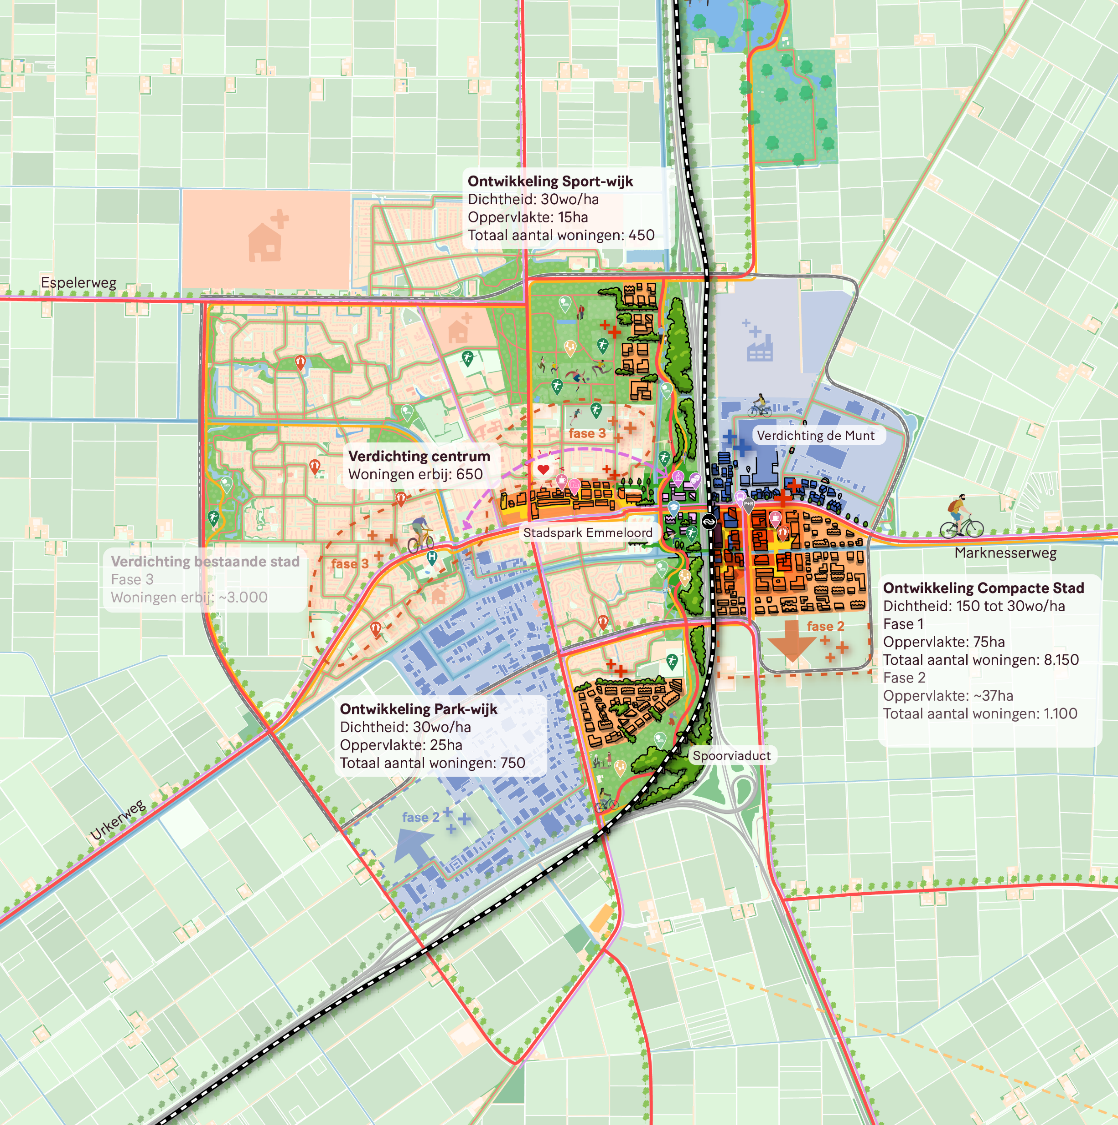 Ontwikkeling Sport-wijk
Dichtheid: 30wo/ha
Oppervlakte: 15ha
Totaal aantal woningen: 450
Espelerweg
fase 3
Verdichting de Munt
Verdichting centrum
Woningen erbij: 650
Stadspark Emmeloord
Marknesserweg
Verdichting bestaande stad
Fase 3
Woningen erbij: ~3.000
fase 3
H
Ontwikkeling Compacte Stad
Dichtheid: 150 tot 30wo/ha
Fase 1
Oppervlakte: 75ha
Totaal aantal woningen: 8.150
Fase 2
Oppervlakte: ~37ha
Totaal aantal woningen: 1.100
fase 2
Ontwikkeling Park-wijk
Dichtheid: 30wo/ha
Oppervlakte: 25ha
Totaal aantal woningen: 750
Spoorviaduct
Urkerweg
fase 2